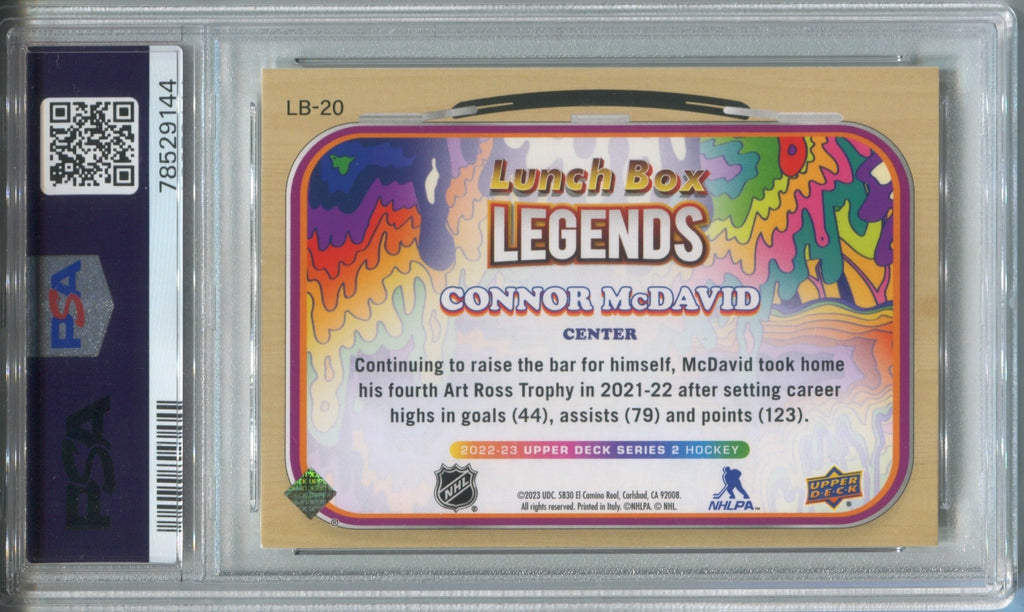 78529144
PSA
PSA
LB-20
Lunch Box
LEGENDS
CONNOR McDAVID
CENTER
Continuing to raise the bar for himself, McDavid took home
his fourth Art Ross Trophy in 2021-22 after setting career
highs in goals (44), assists (79) and points (123).
2022-23 UPPER DECK SERIES 2 HOCKEY
NHL
©2023 UDC. 5830 El Camino Real, Carlsbad, CA 92008.
All rights reserved. Printed in Italy. ©NHLPA. © NHL.
NHLPA™
UPPER
D·E·C·K